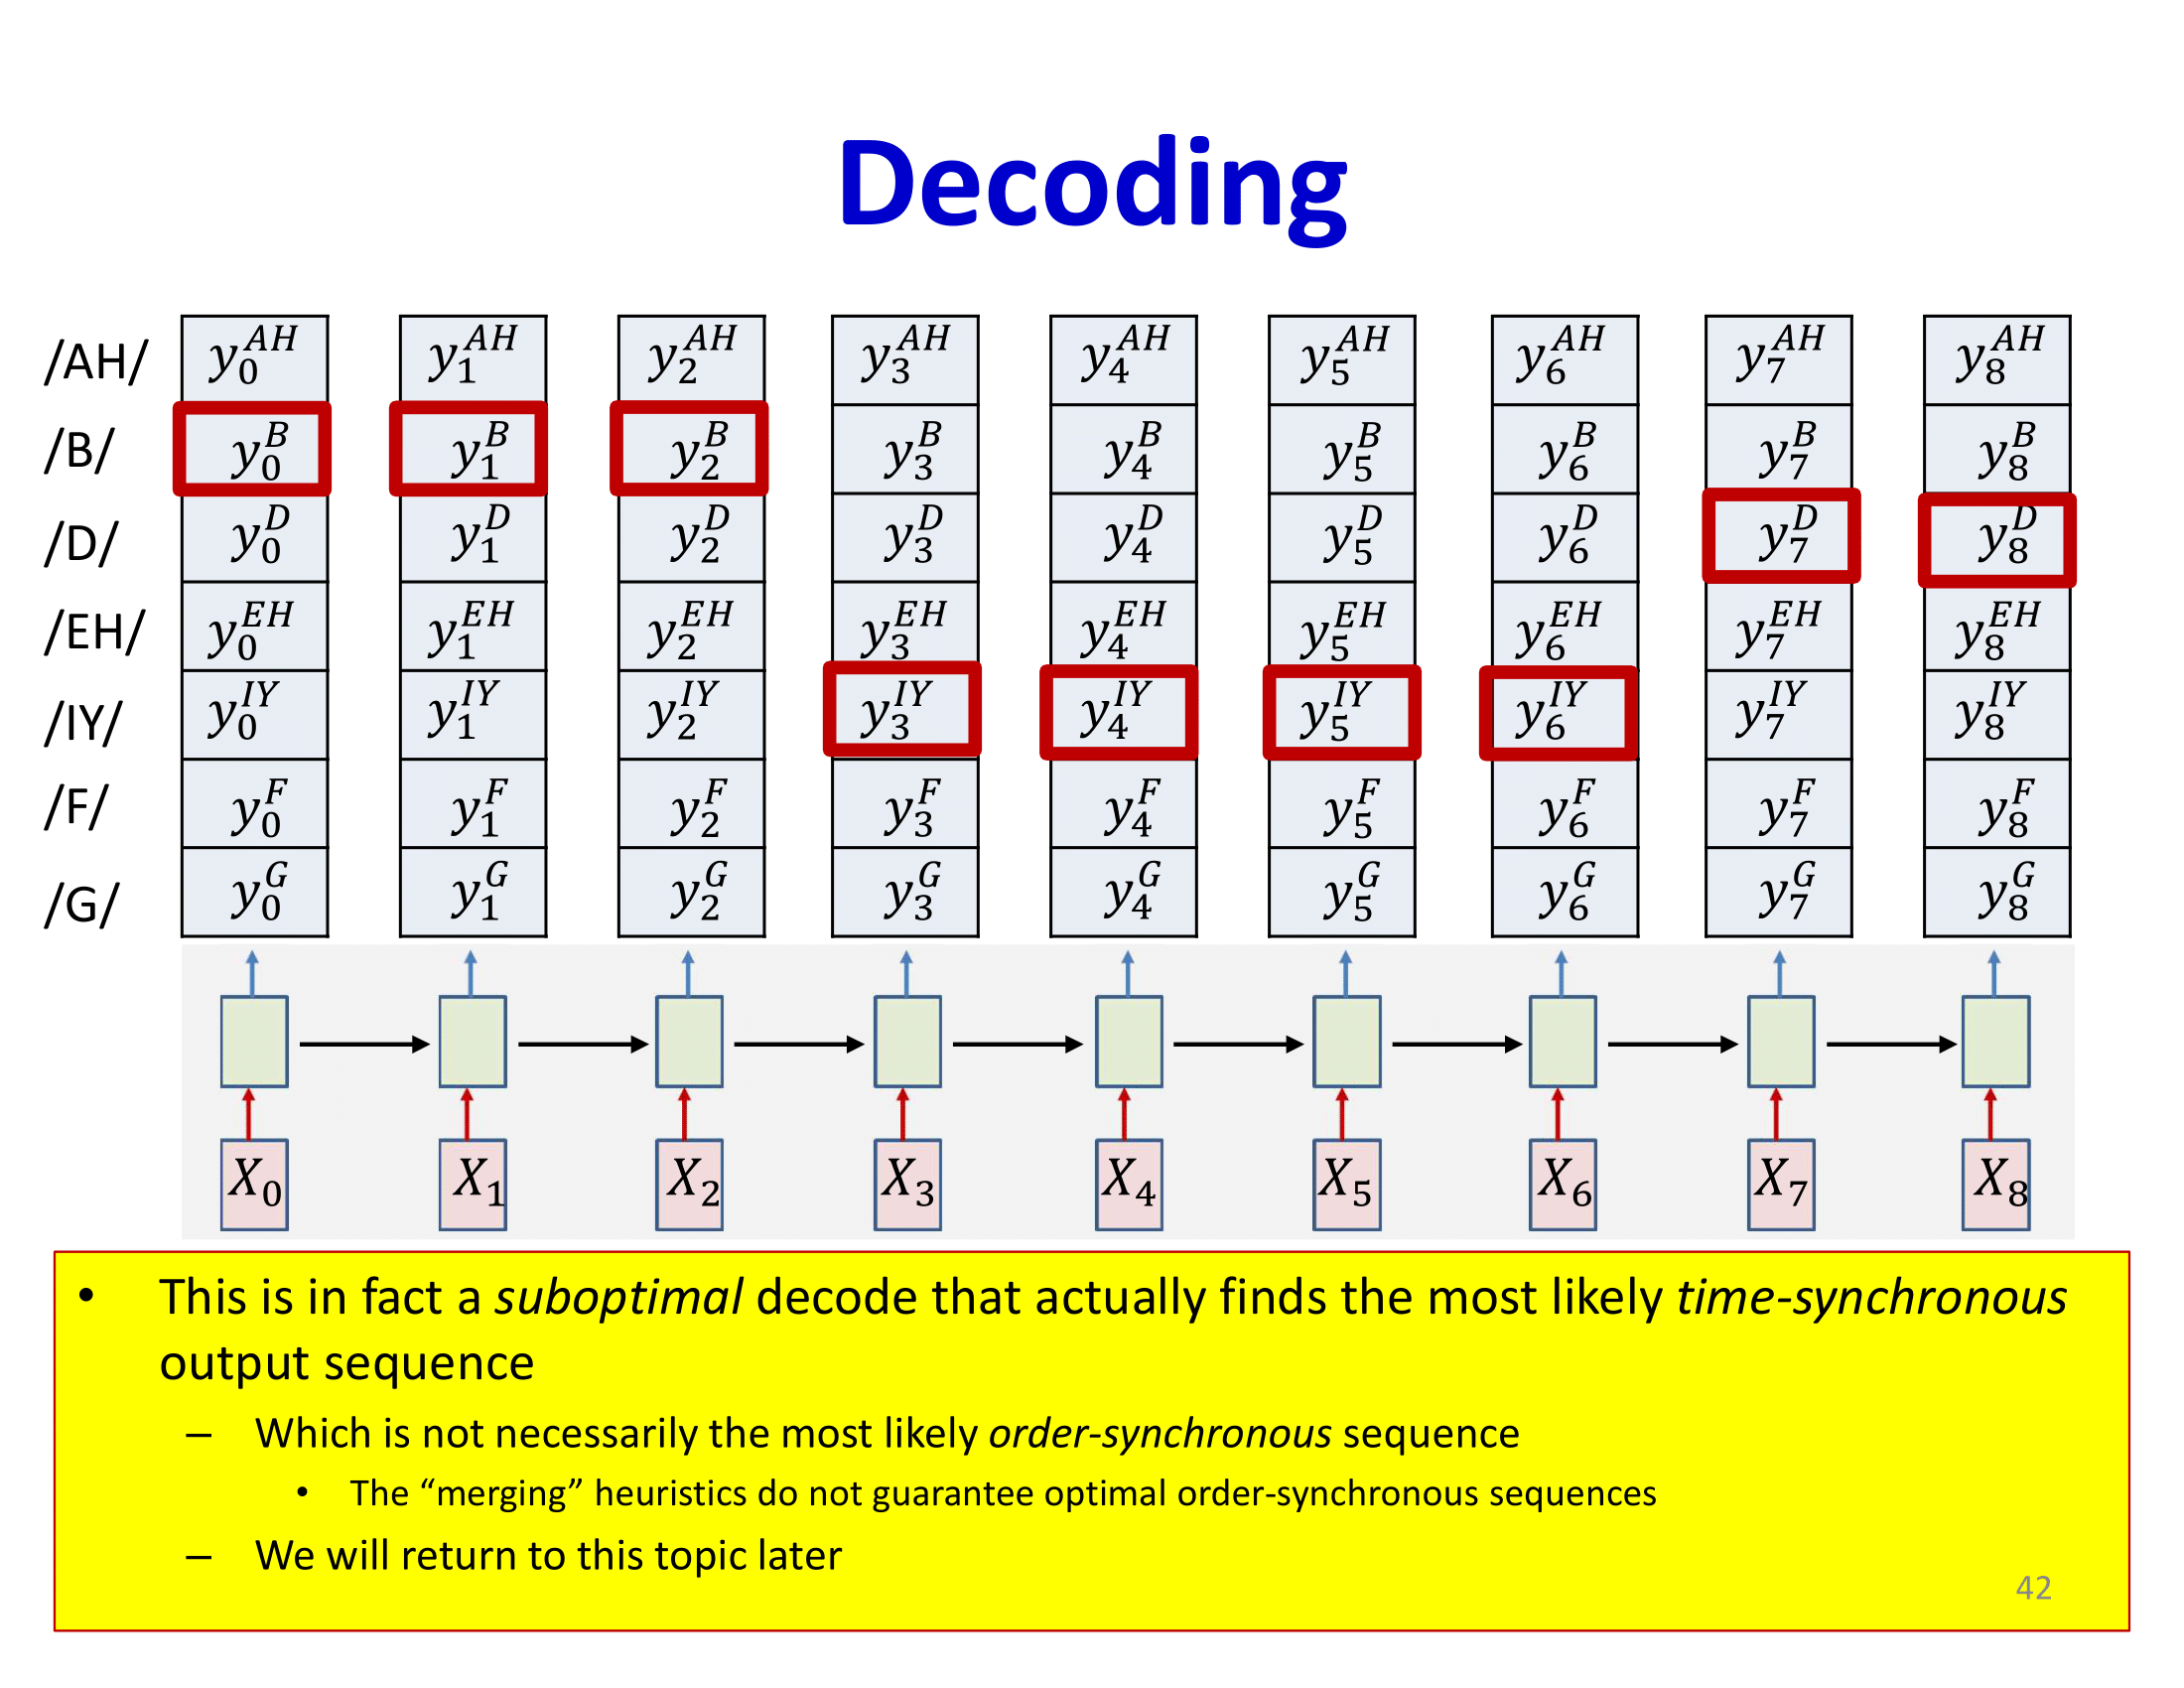 Decoding
/AH/ y_0^{AH} y_1^{AH} y_2^{AH} y_3^{AH} y_4^{AH} y_5^{AH} y_6^{AH} y_7^{AH} y_8^{AH}
/B/ y_0^B y_1^B y_2^B y_3^B y_4^B y_5^B y_6^B y_7^B y_8^B
/D/ y_0^D y_1^D y_2^D y_3^D y_4^D y_5^D y_6^D y_7^D y_8^D
/EH/ y_0^{EH} y_1^{EH} y_2^{EH} y_3^{EH} y_4^{EH} y_5^{EH} y_6^{EH} y_7^{EH} y_8^{EH}
/IY/ y_0^{IY} y_1^{IY} y_2^{IY} y_3^{IY} y_4^{IY} y_5^{IY} y_6^{IY} y_7^{IY} y_8^{IY}
/F/ y_0^F y_1^F y_2^F y_3^F y_4^F y_5^F y_6^F y_7^F y_8^F
/G/ y_0^G y_1^G y_2^G y_3^G y_4^G y_5^G y_6^G y_7^G y_8^G
X_0 X_1 X_2 X_3 X_4 X_5 X_6 X_7 X_8
• This is in fact a suboptimal decode that actually finds the most likely time-synchronous
output sequence
– Which is not necessarily the most likely order-synchronous sequence
• The “merging” heuristics do not guarantee optimal order-synchronous sequences
– We will return to this topic later
42